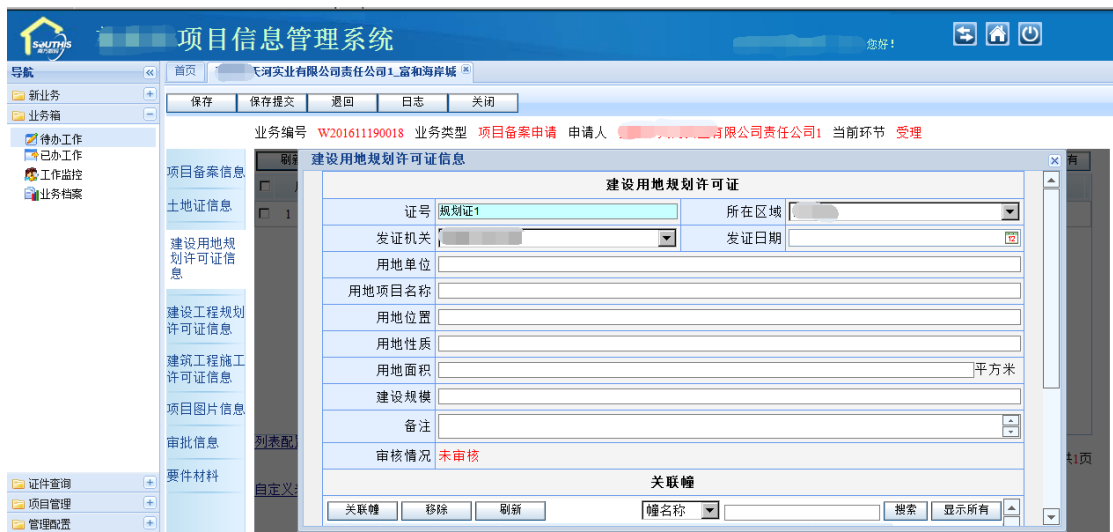 SOUTHIS
项目信息管理系统
您好!
导航
首页
天河实业有限公司责任公司1_富和海岸城
新业务
业务箱
待办工作
已办工作
工作监控
业务档案
证件查询
项目管理
管理配置
保存
保存提交
退回
日志
关闭
业务编号 W201611190018 业务类型 项目备案申请 申请人 有限公司责任公司1 当前环节 受理
项目备案信息
土地证信息
建设用地规
划许可证信
息
建设工程规划
许可证信息
建筑工程施工
许可证信息
项目图片信息
审批信息
要件材料
刷新
有
1
列表配
自定义
共1页
建设用地规划许可证信息
建设用地规划许可证
证号 规划证1 所在区域
发证机关 发证日期
12
用地单位
用地项目名称
用地位置
用地性质
用地面积 平方米
建设规模
备注
审核情况 未审核
关联幢
关联幢 移除 刷新 幢名称 搜索 显示所有